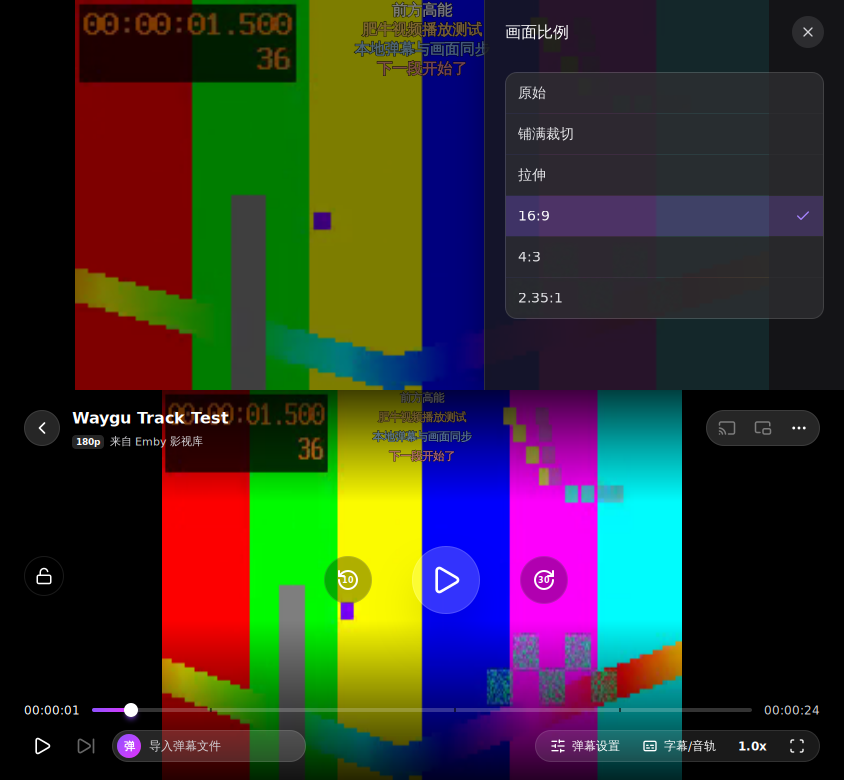 00:00:01.500
36
前方高能
肥牛视频播放测试
本地弹幕与画面同步
下一段开始了
画面比例
原始
铺满裁切
拉伸
16:9
4:3
2.35:1
00:00:01.500
36
前方高能
肥牛视频播放测试
本地弹幕与画面同步
下一段开始了
Waygu Track Test
180p 来自 Emby 影视库
10
30
00:00:01
00:00:24
弹 导入弹幕文件
弹幕设置
字幕/音轨
1.0x